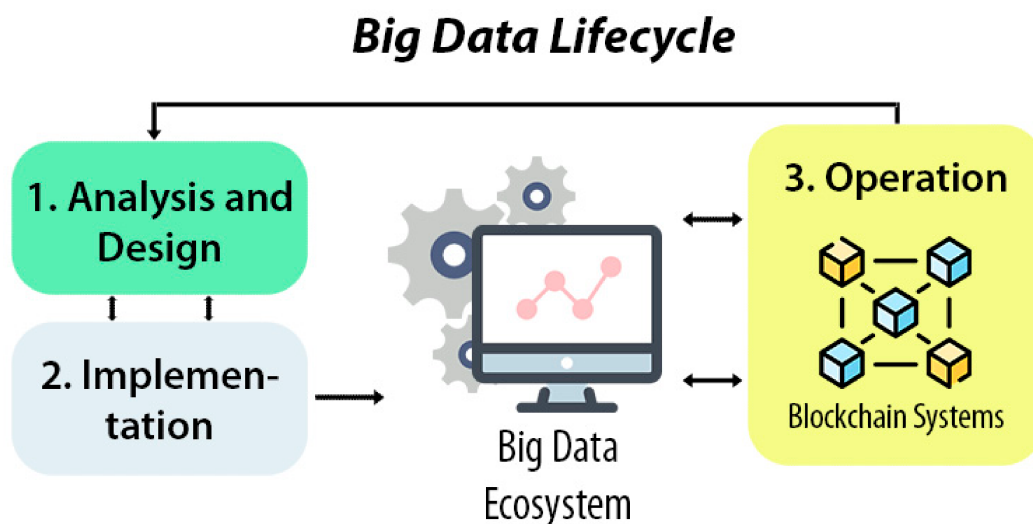 Big Data Lifecycle
1. Analysis and
Design
2. Implemen-
tation
Big Data
Ecosystem
3. Operation
Blockchain Systems